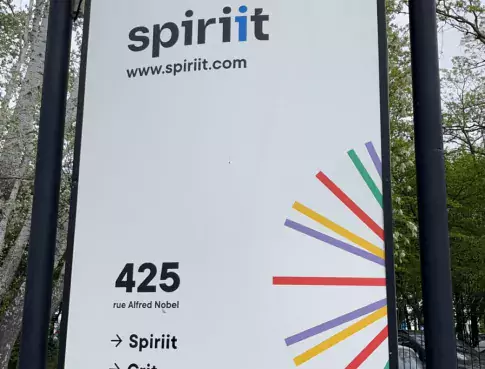 spiriit
www.spiriit.com
425
rue Alfred Nobel
→ Spiriit